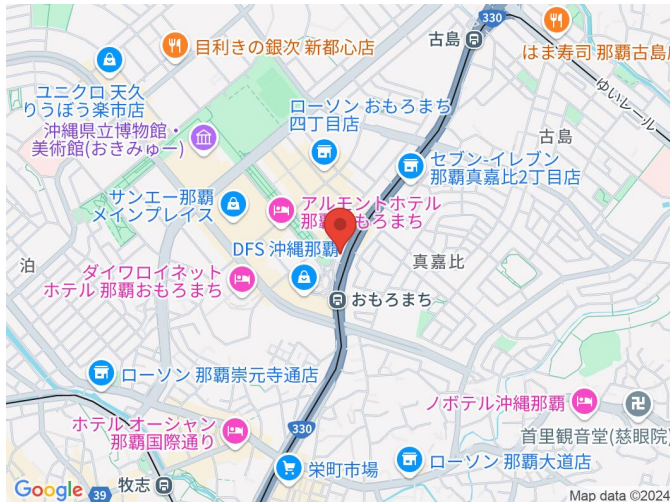 330
古島
目利きの銀次 新都心店
はま寿司 那覇古島
ユニクロ 天久
りうぼう楽市店
ゆいレール
ローソン おもろまち
四丁目店
古島
沖縄県立博物館・
美術館(おきみゅー)
セブン-イレブン
那覇真嘉比2丁目店
サンエー那覇
メインプレイス
アルモントホテル
那覇
もろまち
DFS 沖縄那覇
真嘉比
泊
ダイワロイネット
ホテル 那覇おもろまち
おもろまち
ローソン 那覇崇元寺通店
ノボテル沖縄那覇
ホテル オーシャン
那覇国際通り
330
首里観音堂(慈眼院)
栄町市場
ローソン 那覇大道店
牧志
39
Google
Map data ©2024